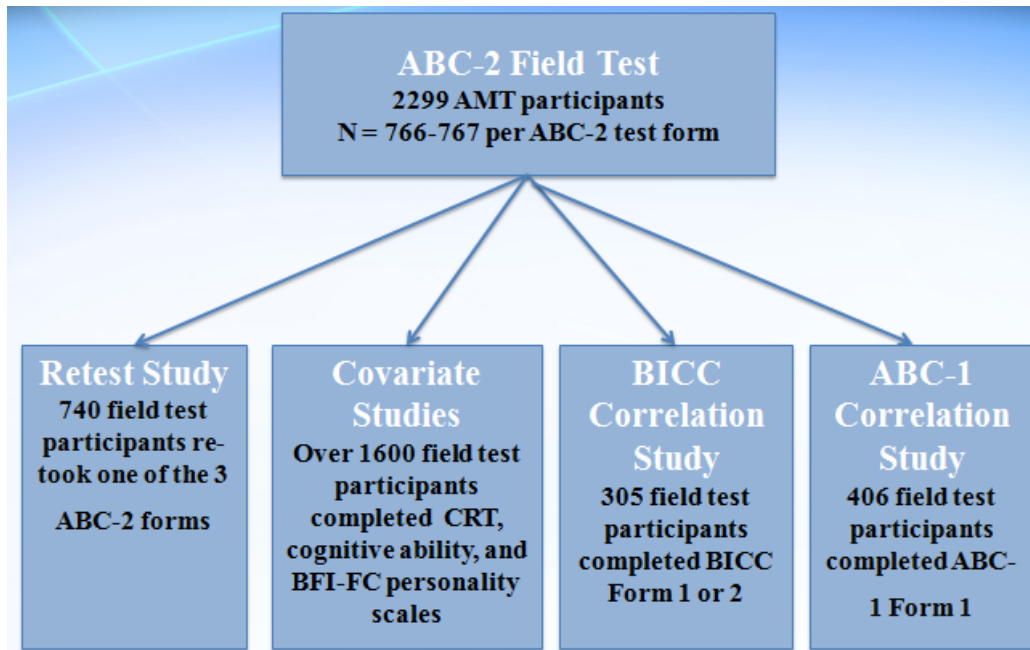 ABC-2 Field Test
2299 AMT participants
N = 766-767 per ABC-2 test form
Retest Study
740 field test
participants re-
took one of the 3
ABC-2 forms
Covariate
Studies
Over 1600 field test
participants
completed CRT,
cognitive ability, and
BFI-FC personality
scales
BICC
Correlation
Study
305 field test
participants
completed BICC
Form 1 or 2
ABC-1
Correlation
Study
406 field test
participants
completed ABC-
1 Form 1